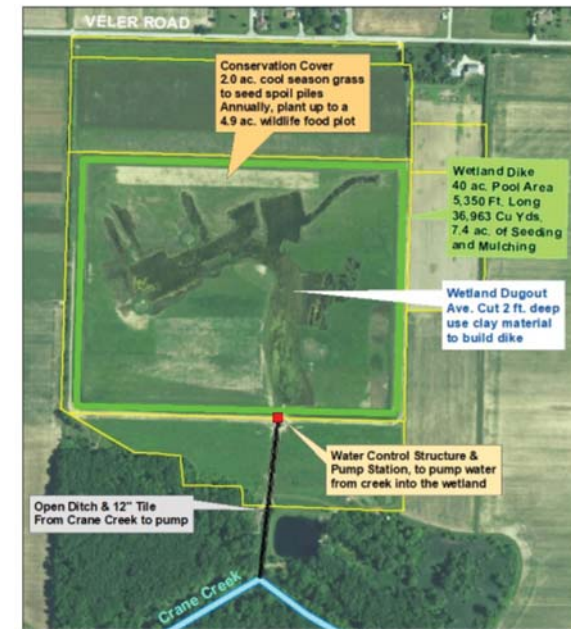 VELER ROAD
Conservation Cover
2.0 ac. cool season grass
to seed spoil piles
Annually, plant up to a
4.9 ac. wildlife food plot
Wetland Dike
40 ac. Pool Area
5,350 Ft. Long
36,963 Cu Yds,
7.4 ac. of Seeding
and Mulching
Wetland Dugout
Ave. Cut 2 ft. deep
use clay material
to build dike
Water Control Structure &
Pump Station, to pump water
from creek into the wetland
Open Ditch & 12" Tile
From Crane Creek to pump
Crane Creek